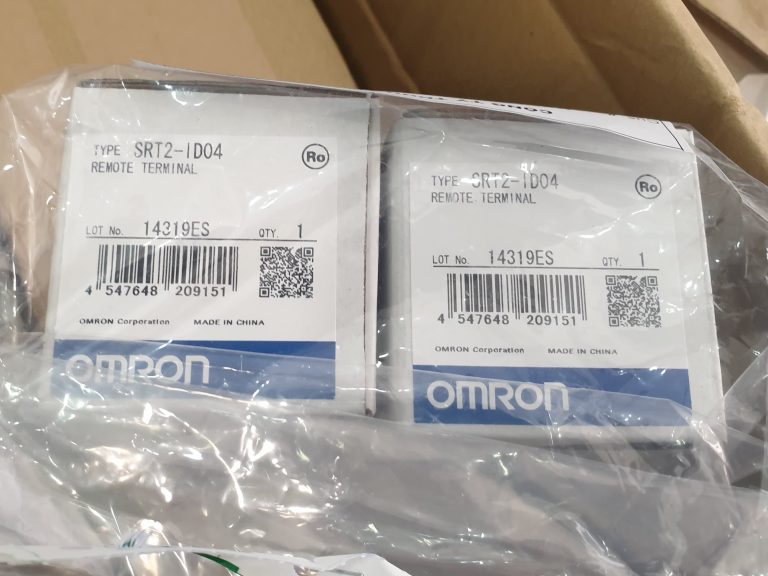 TYPE SRT2-ID04
REMOTE TERMINAL
Ro
LOT No. 14319ES QTY. 1
4 547648 209151
OMRON Corporation MADE IN CHINA
OMRON
TYPE SRT2-ID04
REMOTE TERMINAL
Ro
LOT No. 14319ES QTY. 1
4 547648 209151
OMRON Corporation MADE IN CHINA
OMRON